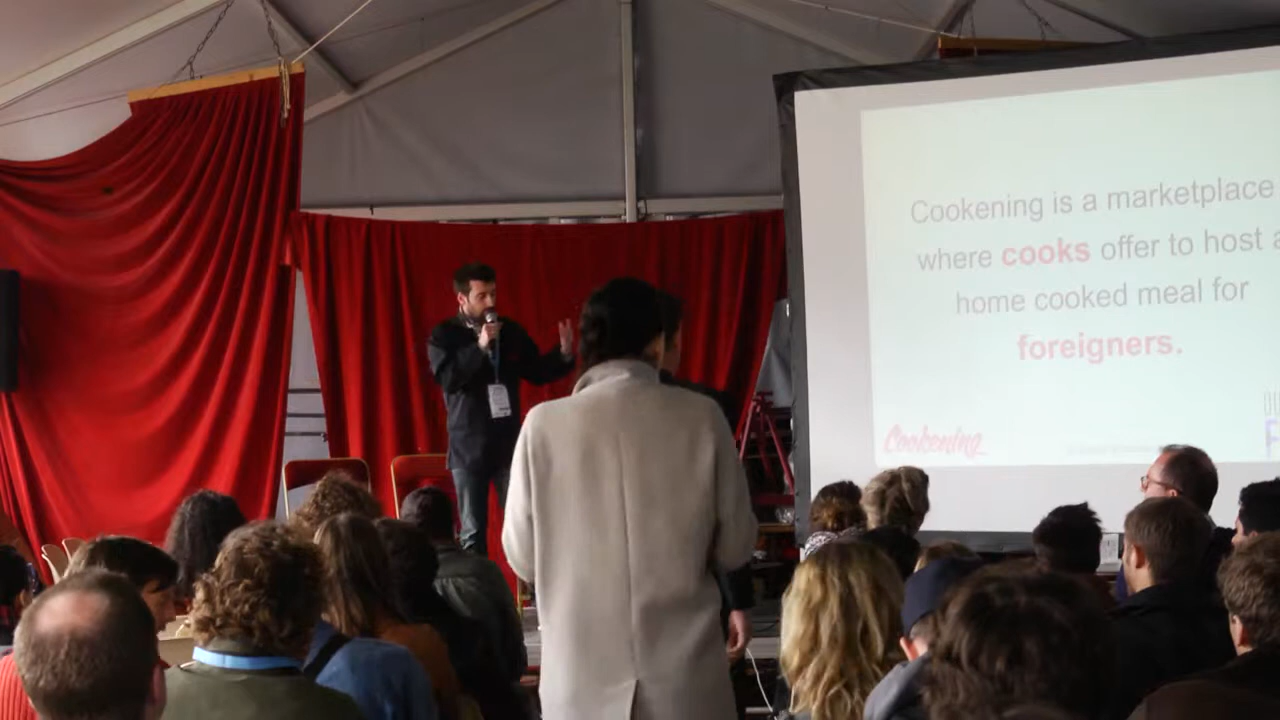 Cookening is a marketplace
where cooks offer to host a
home cooked meal for
foreigners.
Cookening